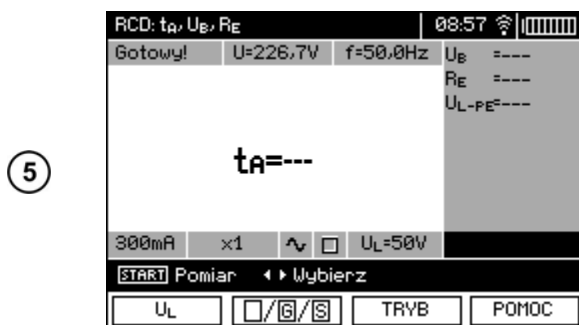 RCD: tA, UB, RE 08:57
Gotowy! U=226,7V f=50,0Hz
UB =---
RE =---
UL-PE=---
5
tA=---
300mA x1 UL=50V
START Pomiar Wybierz
UL □/G/S TRYB POMOC